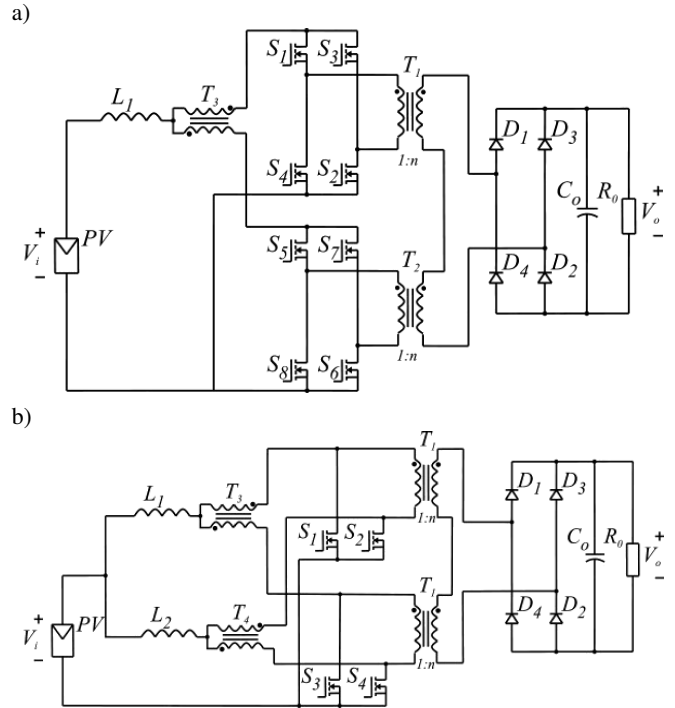 a)
S1 S3
T1
L1 T3
D1 D3
S4 S2
1:n
Co R0 Vo
+
−
+
Vi PV
−
S5 S7
T2
D4 D2
1:n
S8 S6
b)
T1
L1 T3
D1 D3
1:n
S1 S2
Co R0 Vo
+
−
T1
L2 T4
+
Vi PV
−
D4 D2
S3 S4
1:n